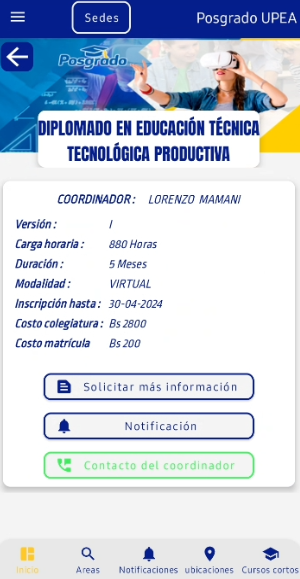 Sedes
Posgrado UPEA
Posgrado
DIPLOMADO EN EDUCACIÓN TÉCNICA
TECNOLÓGICA PRODUCTIVA
COORDINADOR : LORENZO MAMANI
Versión : I
Carga horaria : 880 Horas
Duración : 5 Meses
Modalidad : VIRTUAL
Inscripción hasta : 30-04-2024
Costo colegiatura : Bs 2800
Costo matrícula Bs 200
Solicitar más información
Notificación
Contacto del coordinador
Inicio Areas Notificaciones ubicaciones Cursos cortos